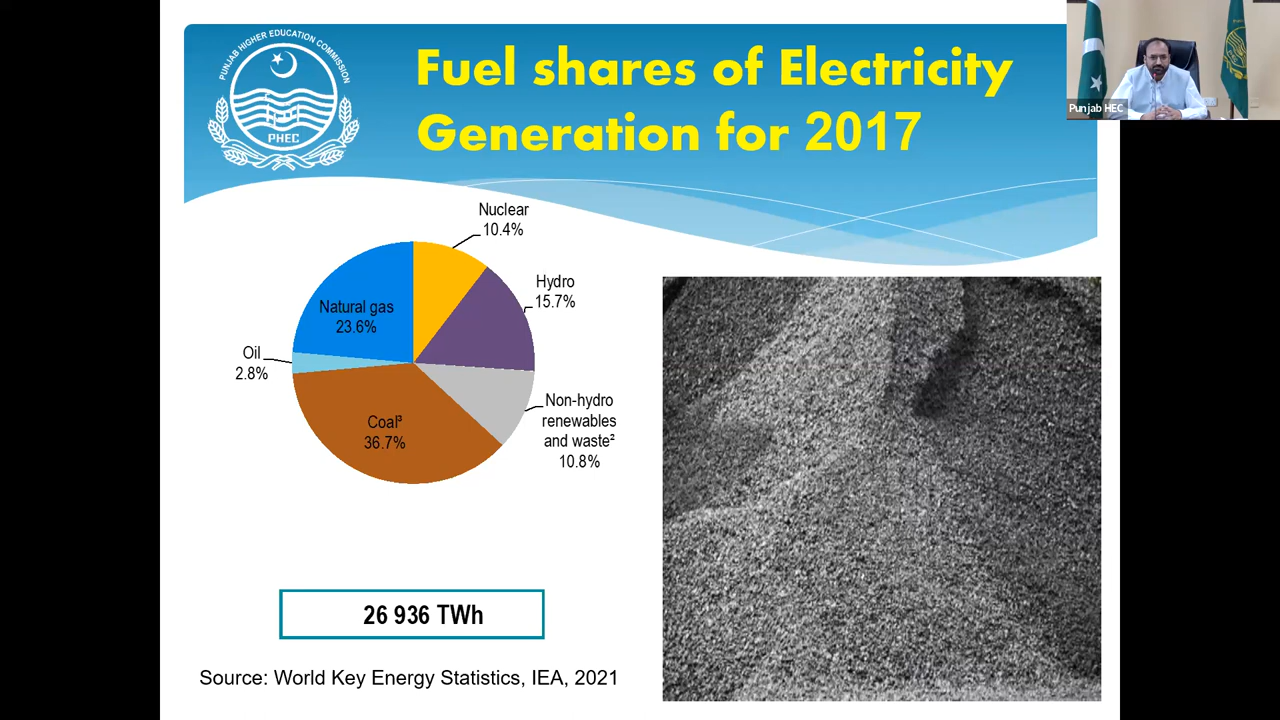 PUNJAB HIGHER EDUCATION COMMISSION
PHEC
Fuel shares of Electricity
Generation for 2017
Punjab HEC
Nuclear
10.4%
Hydro
15.7%
Natural gas
23.6%
Oil
2.8%
Non-hydro
renewables
and waste²
10.8%
Coal³
36.7%
26 936 TWh
Source: World Key Energy Statistics, IEA, 2021